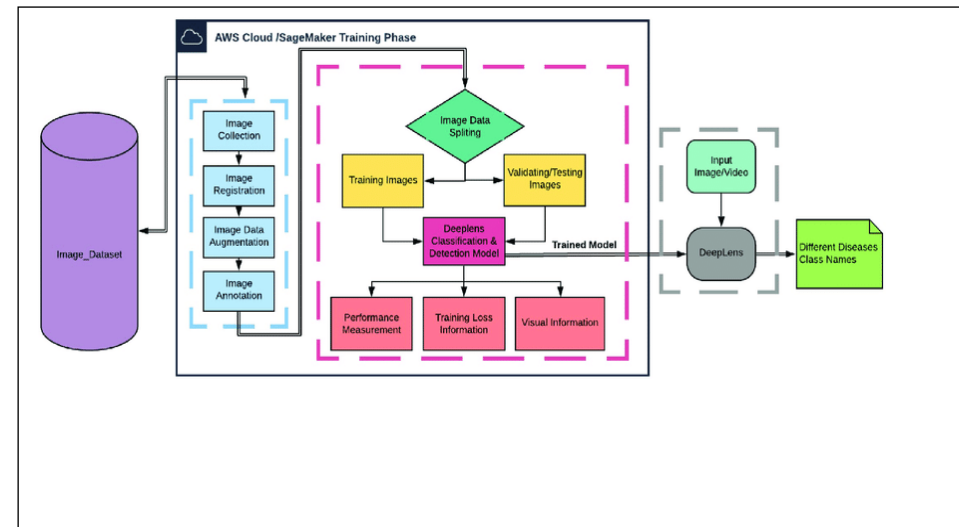 AWS Cloud /SageMaker Training Phase
Image_Dataset
Image
Collection
Image
Registration
Image Data
Augmentation
Image
Annotation
Image Data
Spliting
Training Images
Validating/Testing
Images
Deeplens
Classification &
Detection Model
Performance
Measurement
Training Loss
Information
Visual Information
Trained Model
Input
Image/Video
DeepLens
Different Diseases
Class Names